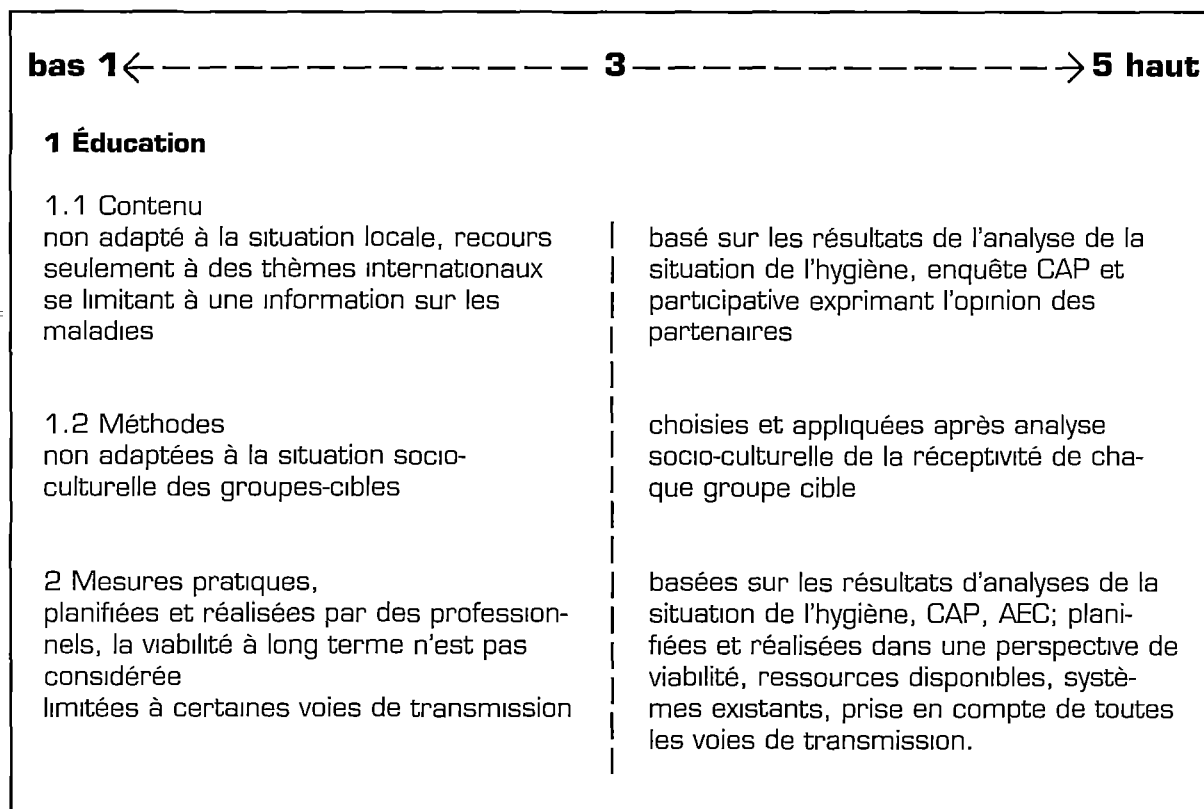 bas 1 ← – – – – – – – – – – – – – – 3 – – – – – – – – – – – – – → 5 haut
1 Éducation
1.1 Contenu
non adapté à la situation locale, recours
seulement à des thèmes internationaux
se limitant à une information sur les
maladies
basé sur les résultats de l'analyse de la
situation de l'hygiène, enquête CAP et
participative exprimant l'opinion des
partenaires
1.2 Méthodes
non adaptées à la situation socio-
culturelle des groupes-cibles
choisies et appliquées après analyse
socio-culturelle de la réceptivité de cha-
que groupe cible
2 Mesures pratiques,
planifiées et réalisées par des profession-
nels, la viabilité à long terme n'est pas
considérée
limitées à certaines voies de transmission
basées sur les résultats d'analyses de la
situation de l'hygiène, CAP, AEC; plani-
fiées et réalisées dans une perspective de
viabilité, ressources disponibles, systè-
mes existants, prise en compte de toutes
les voies de transmission.